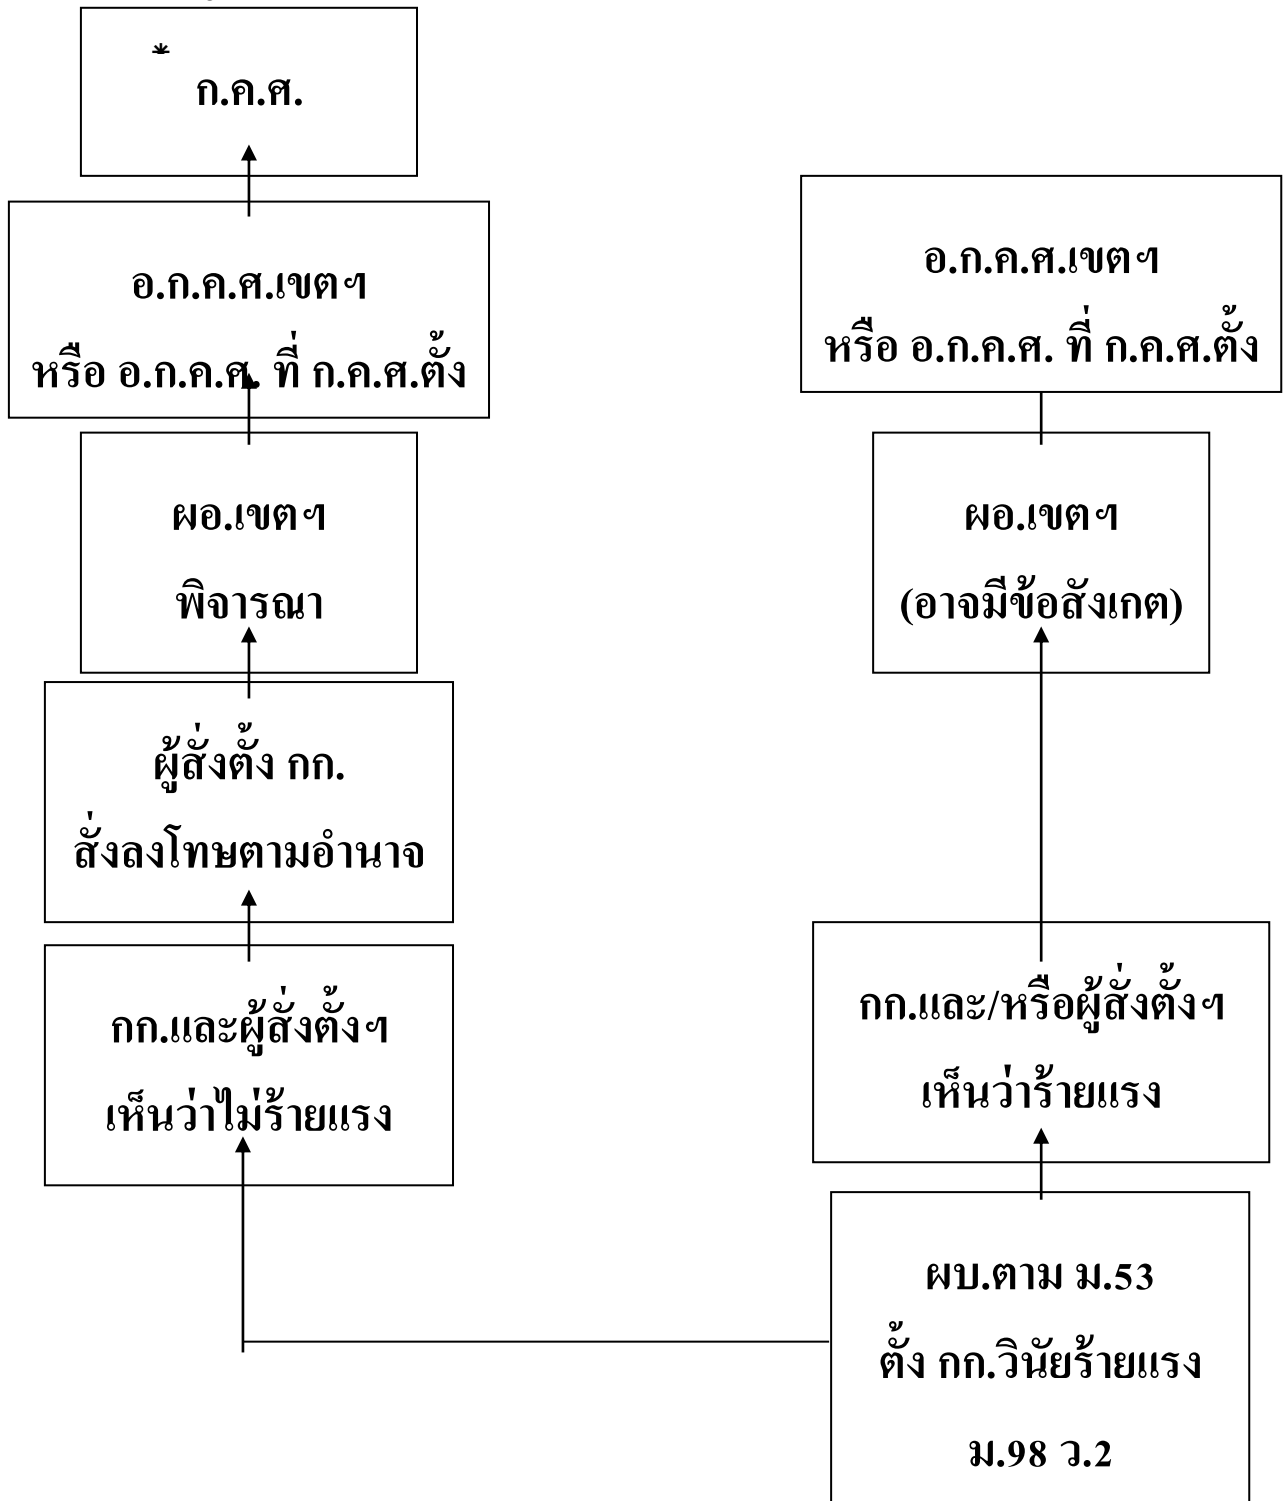 *
ก.ค.ศ.
อ.ก.ค.ศ.เขตฯ
หรือ อ.ก.ค.ศ. ที่ ก.ค.ศ.ตั้ง
ผอ.เขตฯ
พิจารณา
ผู้สั่งตั้ง กก.
สั่งลงโทษตามอำนาจ
กก.และผู้สั่งตั้งฯ
เห็นว่าไม่ร้ายแรง
อ.ก.ค.ศ.เขตฯ
หรือ อ.ก.ค.ศ. ที่ ก.ค.ศ.ตั้ง
ผอ.เขตฯ
(อาจมีข้อสังเกต)
กก.และ/หรือผู้สั่งตั้งฯ
เห็นว่าร้ายแรง
ผบ.ตาม ม.53
ตั้ง กก.วินัยร้ายแรง
ม.98 ว.2